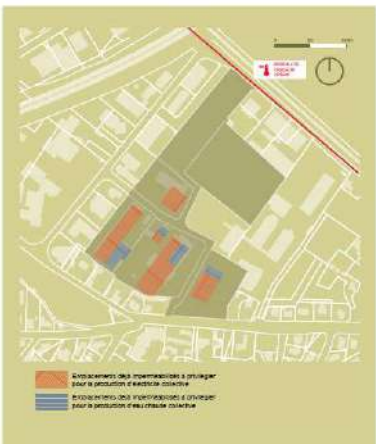 Emplacements déjà imperméabilisés à privilégier
pour la production d'électricité collective
Emplacements déjà imperméabilisés à privilégier
pour la production d'eau chaude collective